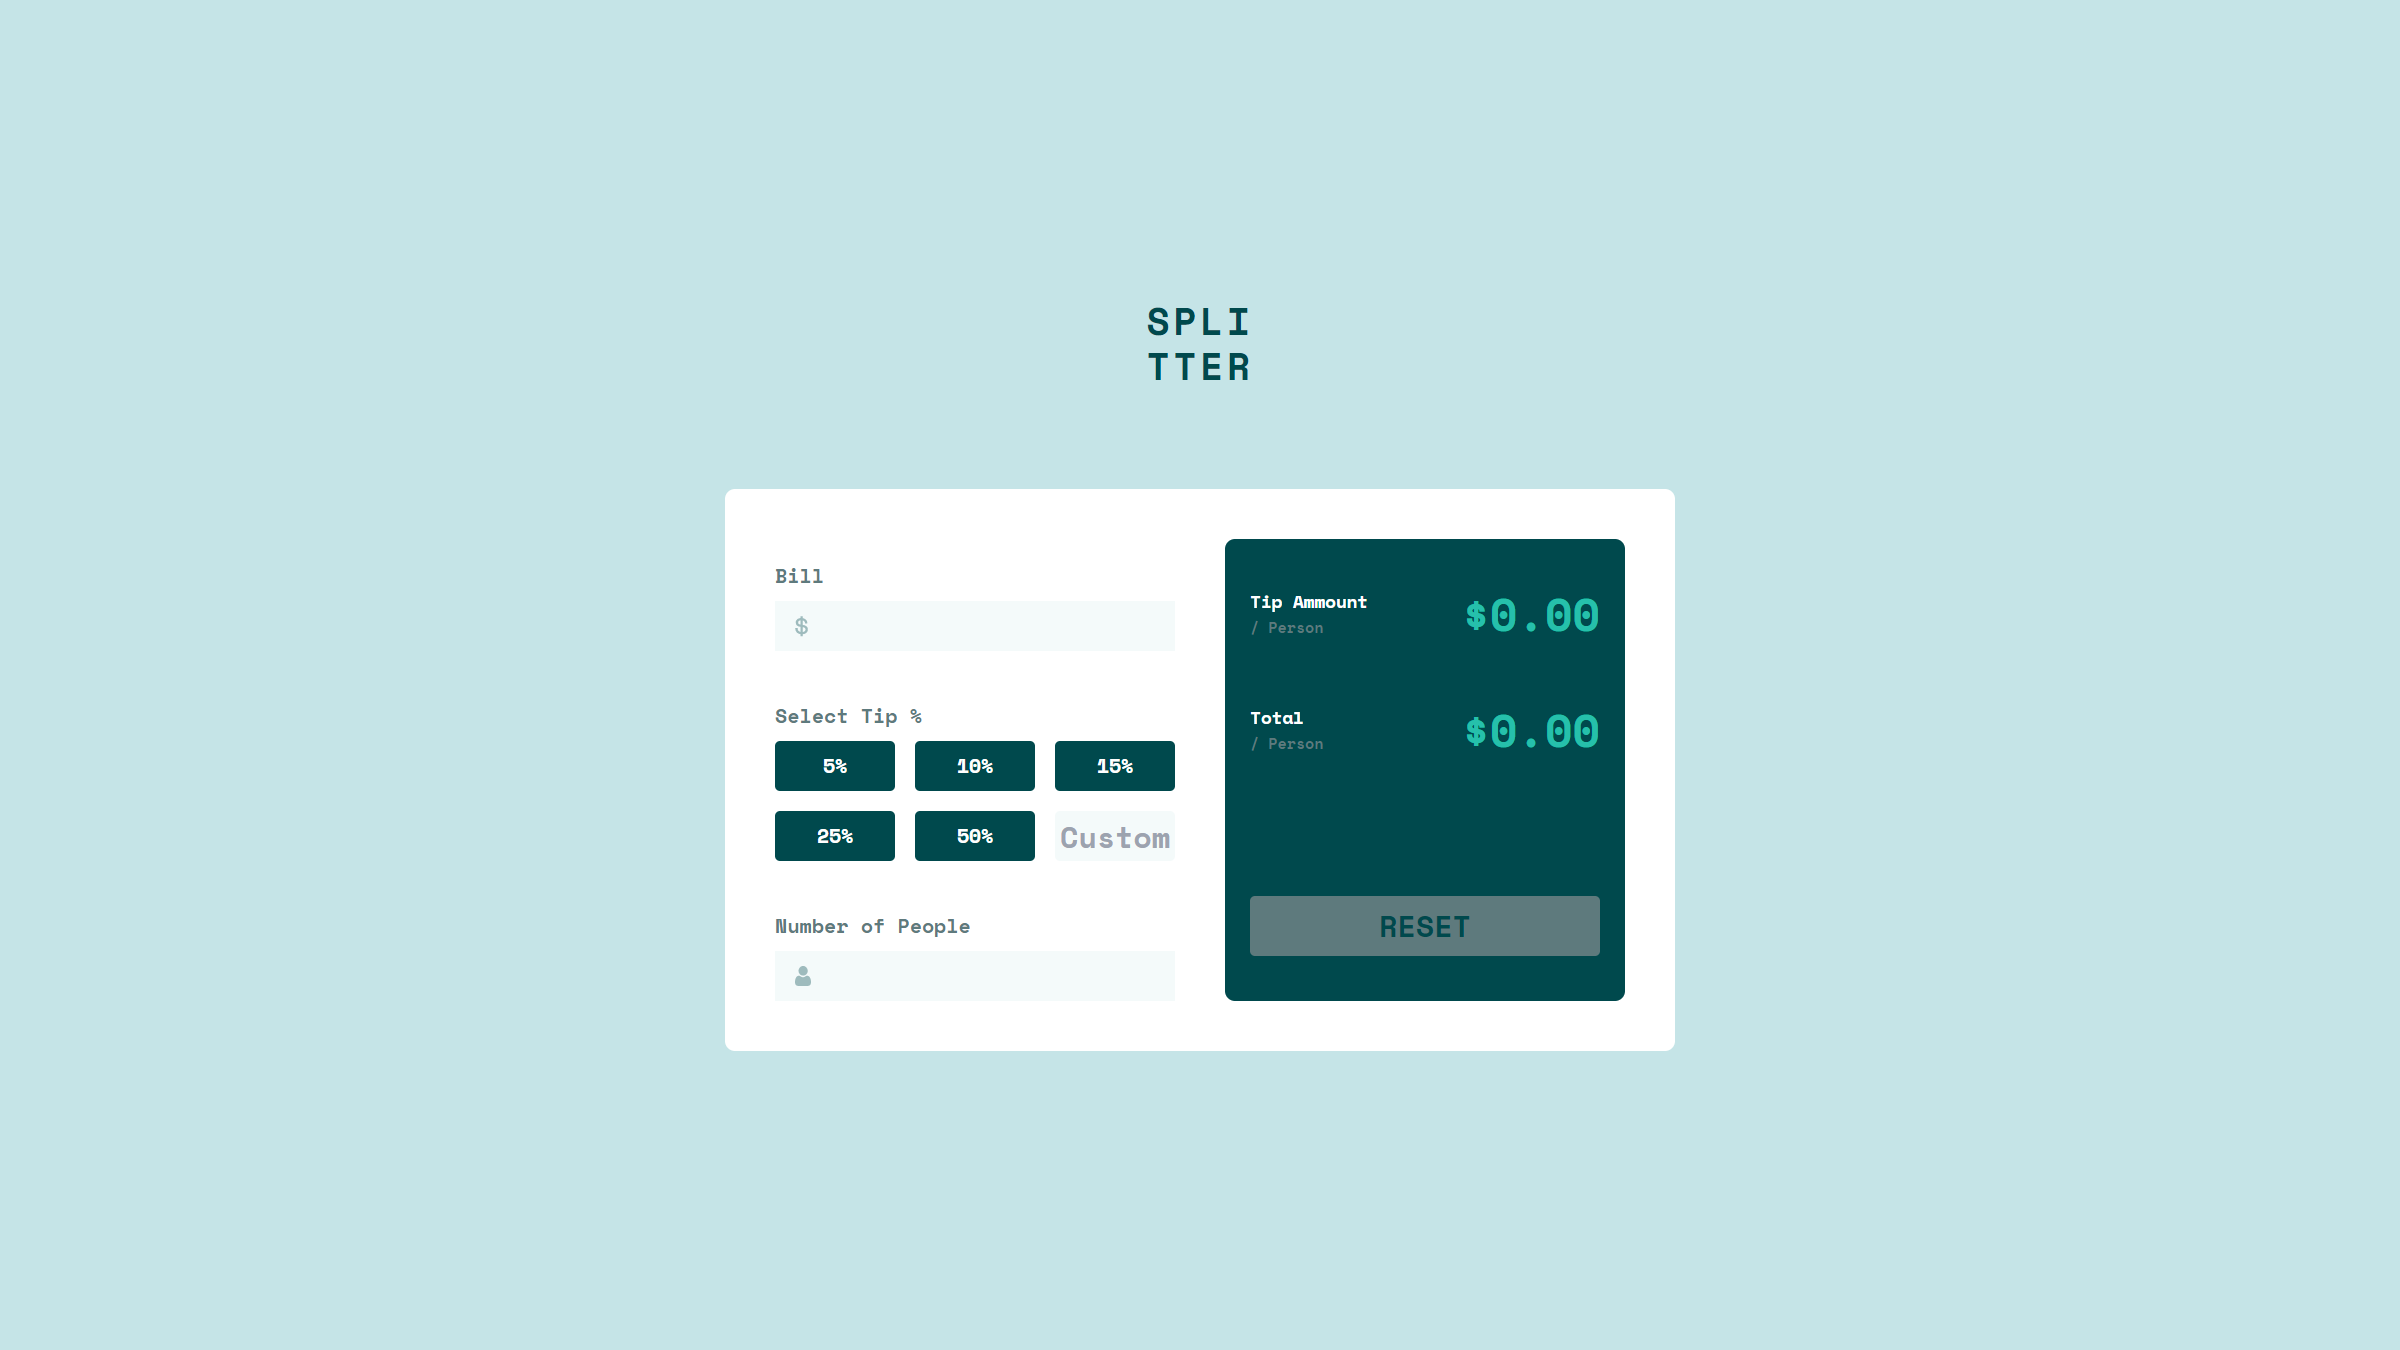 SPLI
TTER
Bill
$
Select Tip %
5% 10% 15%
25% 50% Custom
Number of People
Tip Ammount
/ Person
$0.00
Total
/ Person
$0.00
RESET